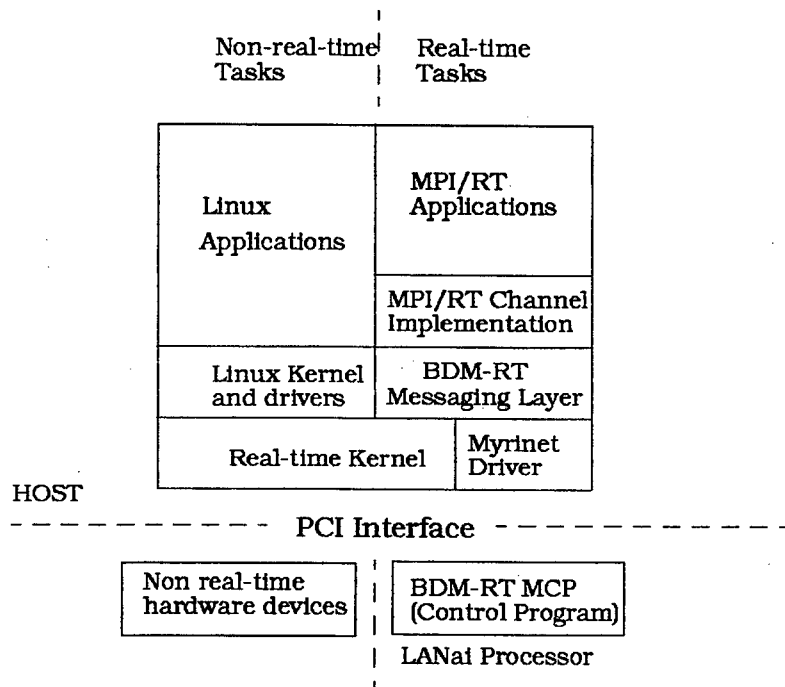 Non-real-time
Tasks
Real-time
Tasks
Linux
Applications
MPI/RT
Applications
MPI/RT Channel
Implementation
Linux Kernel
and drivers
BDM-RT
Messaging Layer
Real-time Kernel
Myrinet
Driver
HOST
PCI Interface
Non real-time
hardware devices
BDM-RT MCP
(Control Program)
LANai Processor